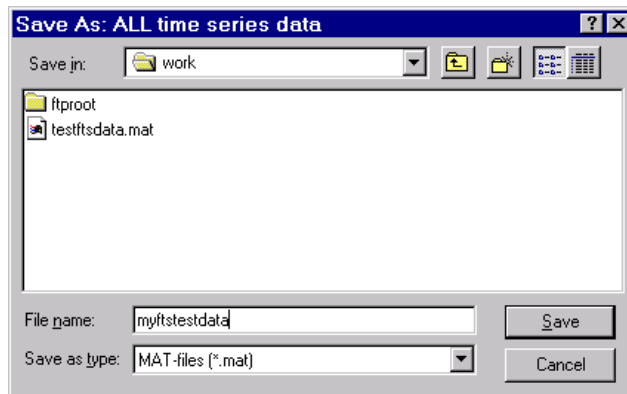 Save As: ALL time series data
Save in: work
ftproot
testftsdata.mat
File name: myftstestdata Save
Save as type: MAT-files (*.mat) Cancel